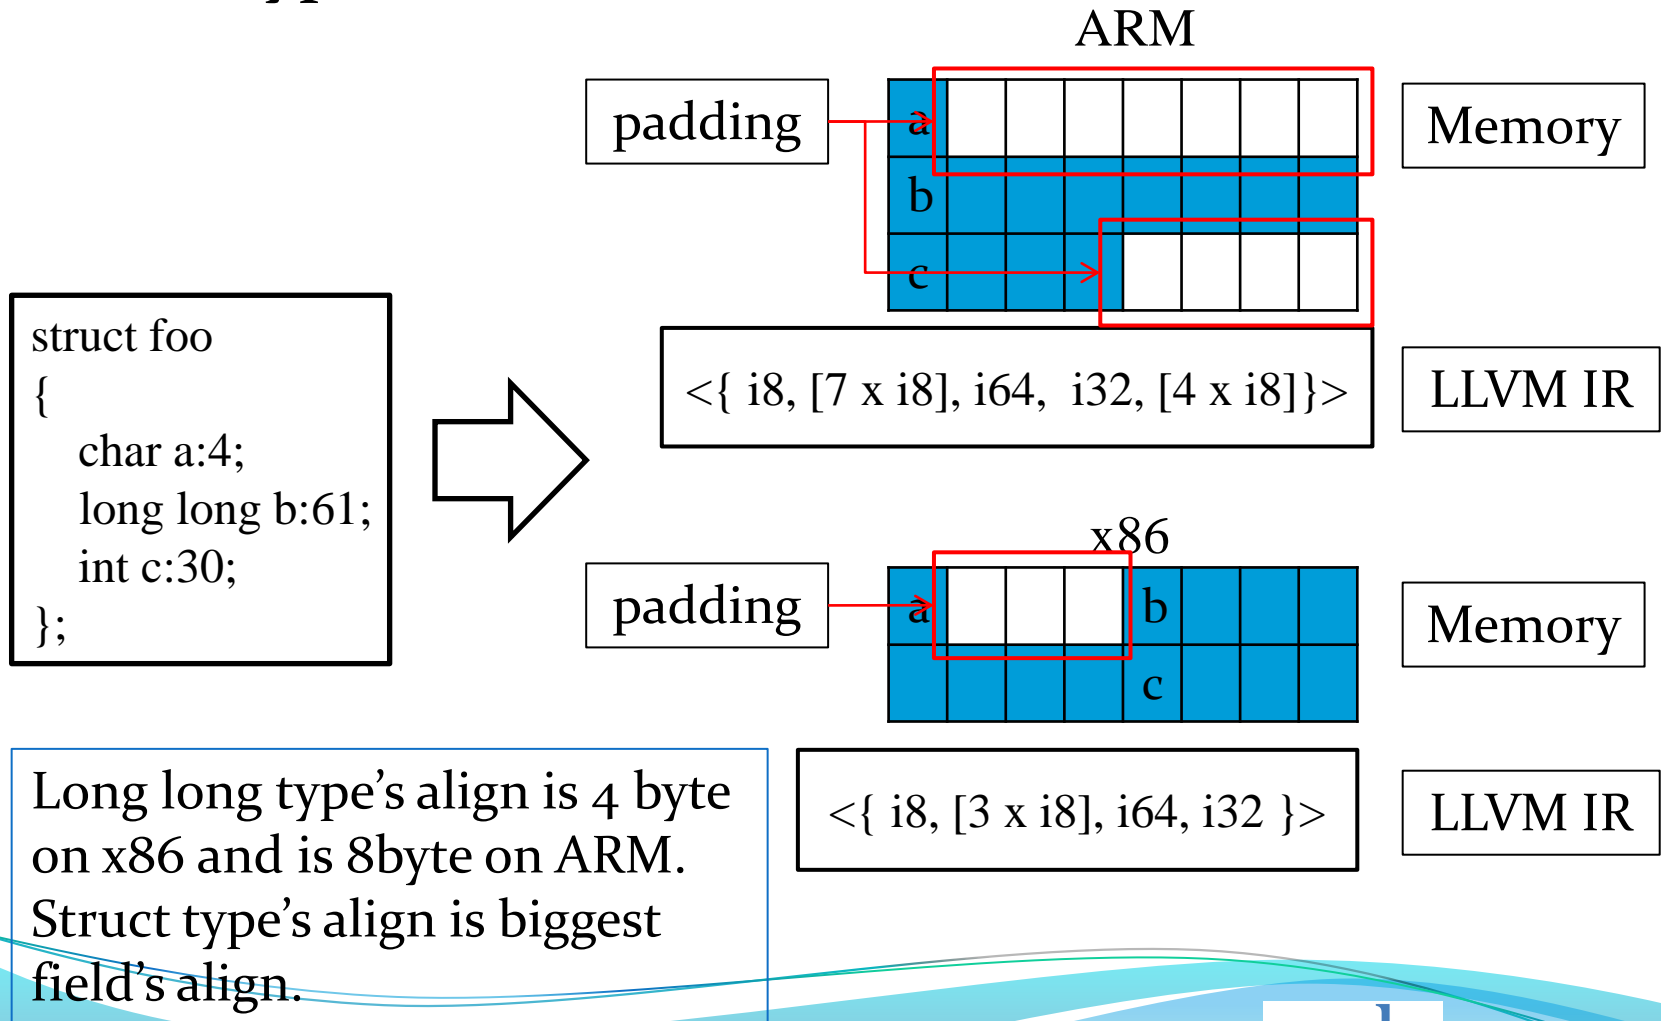 ARM
padding
a
Memory
b
c
struct foo
{
char a:4;
long long b:61;
int c:30;
};
<{ i8, [7 x i8], i64, i32, [4 x i8]}>
LLVM IR
x86
padding
a
b
Memory
c
Long long type’s align is 4 byte
on x86 and is 8byte on ARM.
Struct type’s align is biggest
field’s align.
<{ i8, [3 x i8], i64, i32 }>
LLVM IR